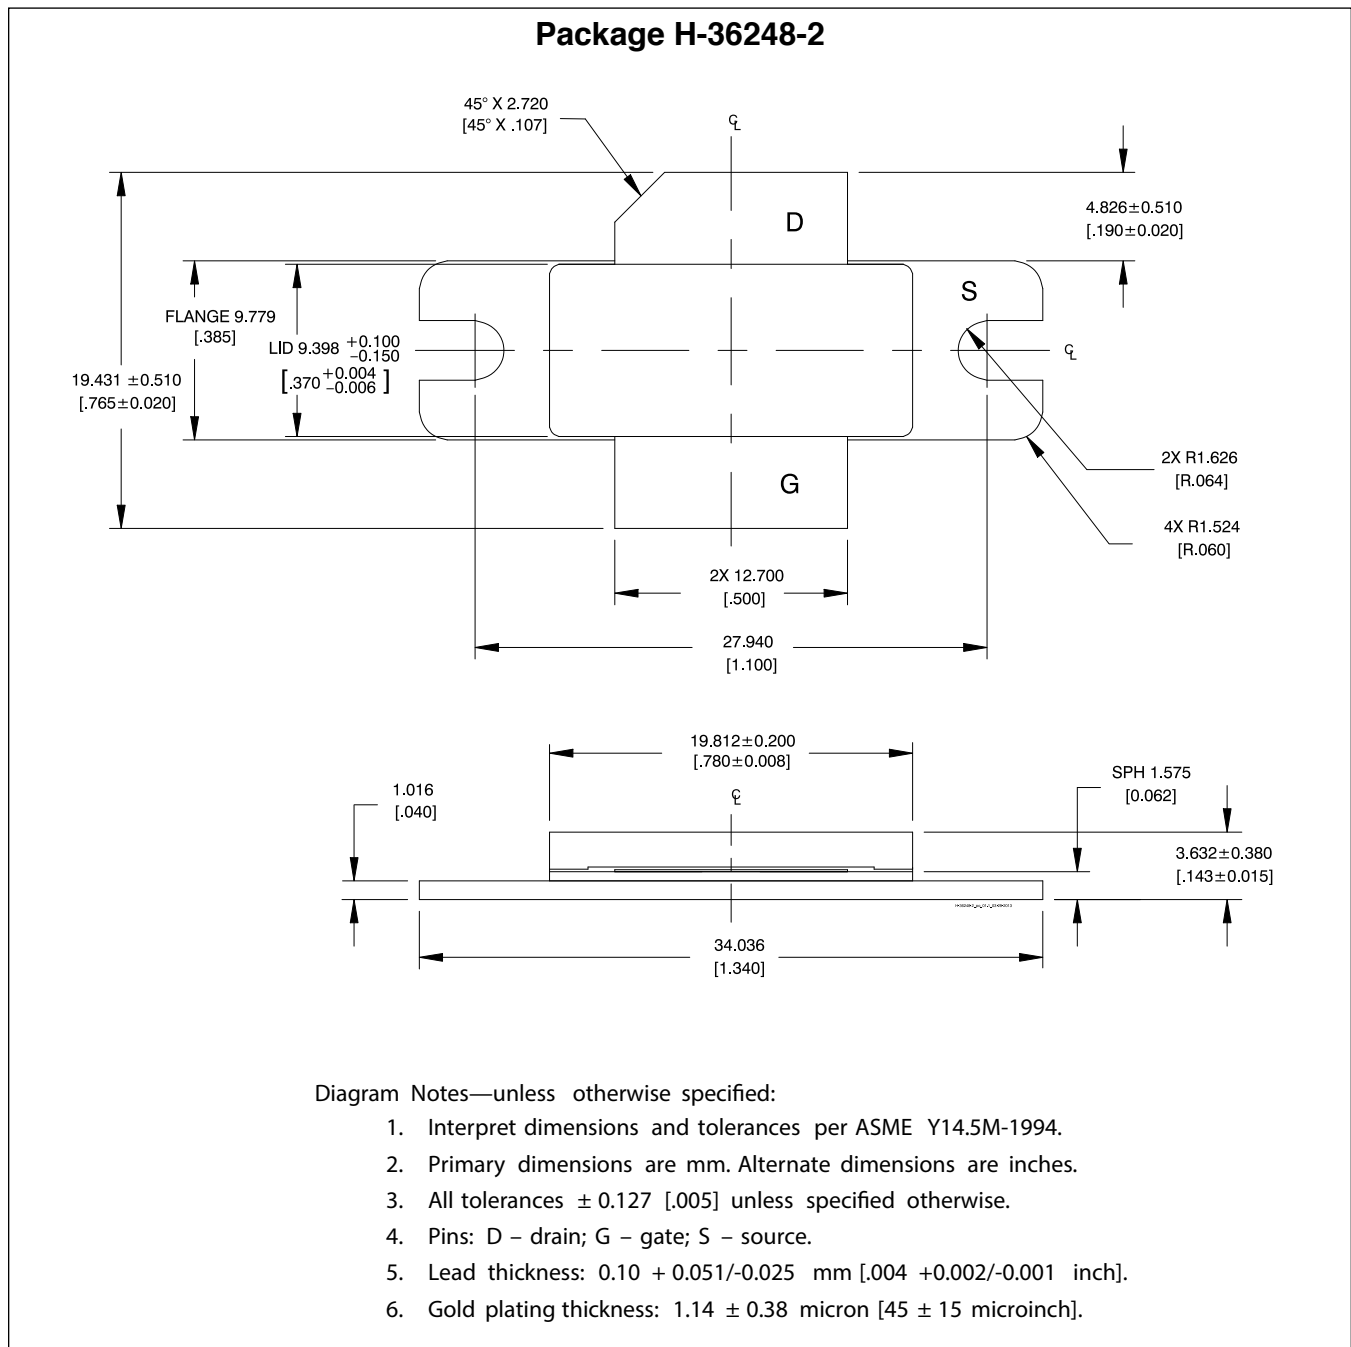 Package H-36248-2
45° X 2.720
[45° X .107]
CL
D
4.826±0.510
[.190±0.020]
S
FLANGE 9.779
[.385]
LID 9.398 +0.100
−0.150
[.370 +0.004
−0.006 ]
CL
19.431 ±0.510
[.765±0.020]
G
2X R1.626
[R.064]
4X R1.524
[R.060]
2X 12.700
[.500]
27.940
[1.100]
19.812±0.200
[.780±0.008]
SPH 1.575
[0.062]
1.016
[.040]
CL
3.632±0.380
[.143±0.015]
34.036
[1.340]
Diagram Notes—unless otherwise specified:
1. Interpret dimensions and tolerances per ASME Y14.5M-1994.
2. Primary dimensions are mm. Alternate dimensions are inches.
3. All tolerances ± 0.127 [.005] unless specified otherwise.
4. Pins: D – drain; G – gate; S – source.
5. Lead thickness: 0.10 + 0.051/-0.025 mm [.004 +0.002/-0.001 inch].
6. Gold plating thickness: 1.14 ± 0.38 micron [45 ± 15 microinch].